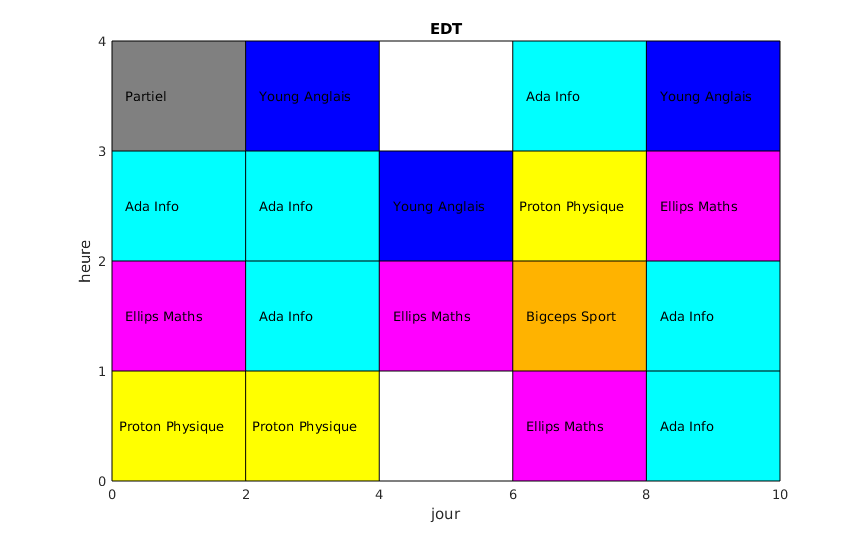 EDT
4
Partiel Young Anglais Ada Info Young Anglais
3
Ada Info Ada Info Young Anglais Proton Physique Ellips Maths
heure
2
Ellips Maths Ada Info Ellips Maths Bigceps Sport Ada Info
1
Proton Physique Proton Physique Ellips Maths Ada Info
0
0 2 4 6 8 10
jour